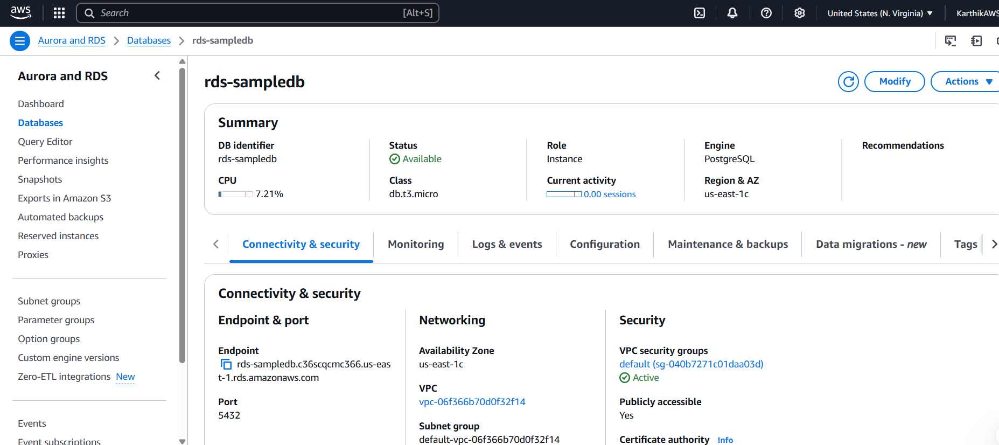 aws
Search [Alt+S]
United States (N. Virginia)
KarthikAWS
Aurora and RDS
Databases
rds-sampledb
Aurora and RDS
Dashboard
Databases
Query Editor
Performance insights
Snapshots
Exports in Amazon S3
Automated backups
Reserved instances
Proxies
Subnet groups
Parameter groups
Option groups
Custom engine versions
Zero-ETL integrations New
Events
Event subscriptions
rds-sampledb
Modify
Actions
Summary
DB identifier
rds-sampledb
CPU
7.21%
Status
Available
Class
db.t3.micro
Role
Instance
Current activity
0.00 sessions
Engine
PostgreSQL
Region & AZ
us-east-1c
Recommendations
Connectivity & security
Monitoring
Logs & events
Configuration
Maintenance & backups
Data migrations - new
Tags
Connectivity & security
Endpoint & port
Endpoint
rds-sampledb.c36scqcmc366.us-eas
t-1.rds.amazonaws.com
Port
5432
Networking
Availability Zone
us-east-1c
VPC
vpc-06f366b70d0f32f14
Subnet group
default-vpc-06f366b70d0f32f14
Security
VPC security groups
default (sg-040b7271c01daa03d)
Active
Publicly accessible
Yes
Certificate authority Info